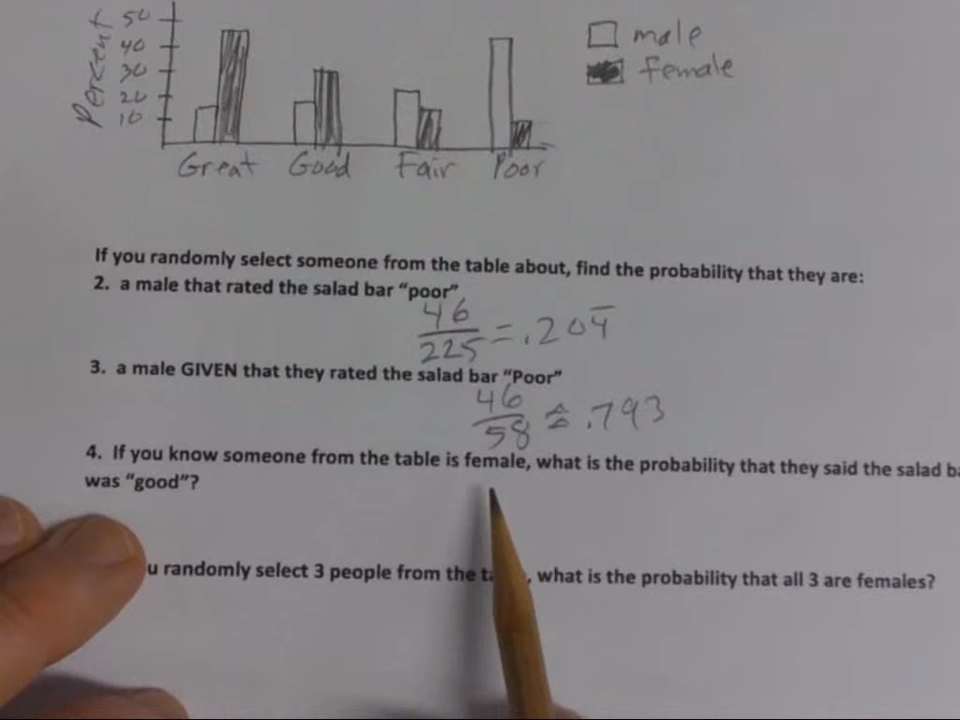 Percent
50
40
30
20
10
Great Good Fair Poor
male
female
If you randomly select someone from the table about, find the probability that they are:
2. a male that rated the salad bar “poor”
46
225 = .204̅
3. a male GIVEN that they rated the salad bar “Poor”
46
58 ≈ .793
4. If you know someone from the table is female, what is the probability that they said the salad
was “good”?
randomly select 3 people from the , what is the probability that all 3 are females?